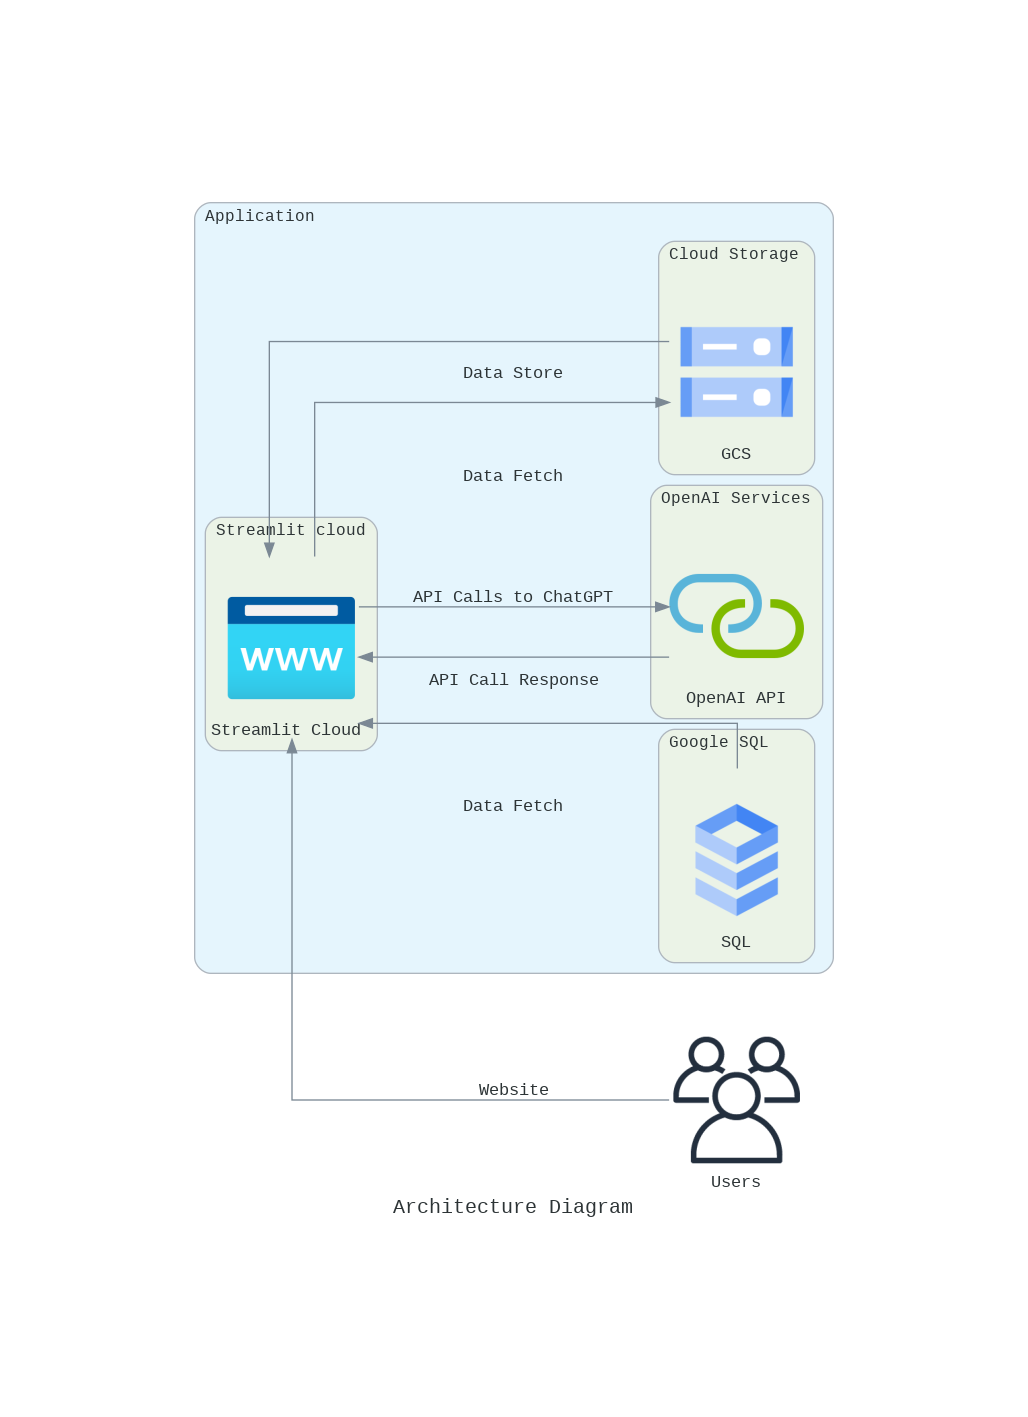 Application
Cloud Storage
Data Store
GCS
Data Fetch
OpenAI Services
Streamlit cloud
API Calls to ChatGPT
www
API Call Response
OpenAI API
Streamlit Cloud
Google SQL
Data Fetch
SQL
Website
Users
Architecture Diagram